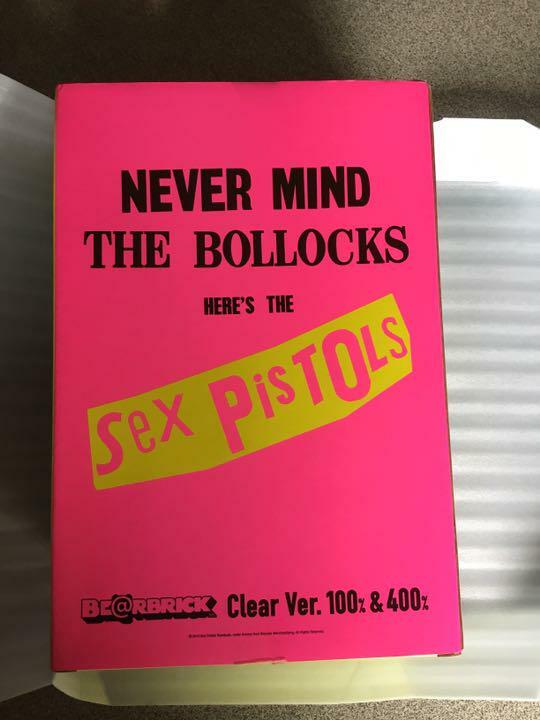 NEVER MIND
THE BOLLOCKS
HERE'S THE
Sex PisTOLS
BE@RBRICK Clear Ver. 100% & 400%